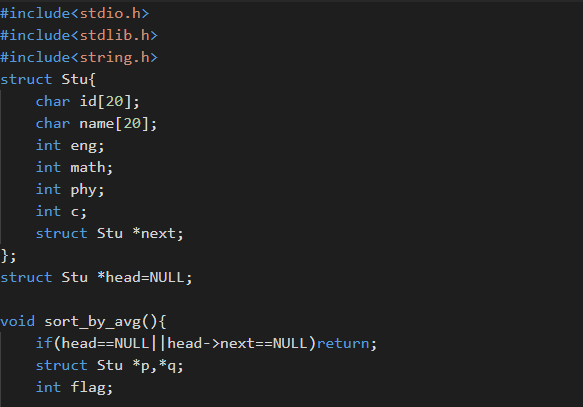 #include<stdio.h>
#include<stdlib.h>
#include<string.h>
struct Stu{
    char id[20];
    char name[20];
    int eng;
    int math;
    int phy;
    int c;
    struct Stu *next;
};
struct Stu *head=NULL;

void sort_by_avg(){
    if(head==NULL||head->next==NULL)return;
    struct Stu *p,*q;
    int flag;